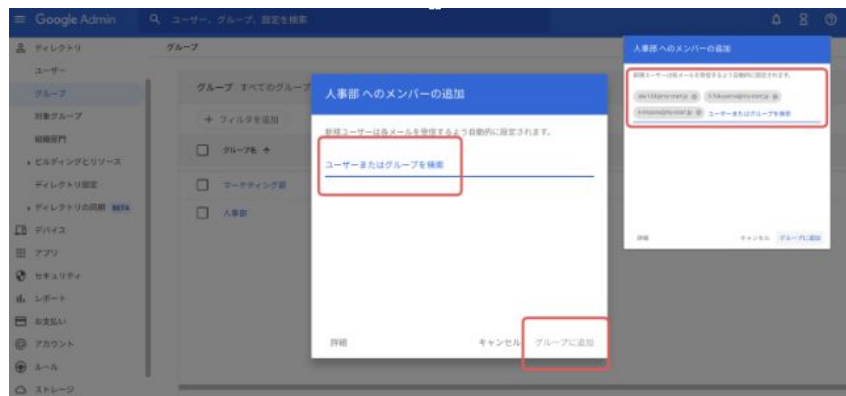 Google Admin
ユーザー、グループ、設定を検索
ディレクトリ
ユーザー
グループ
対象グループ
組織部門
ビルディングとリソース
ディレクトリ設定
ディレクトリの同期 BETA
デバイス
アプリ
セキュリティ
レポート
お支払い
アカウント
ルール
ストレージ
グループ
グループ すべてのグループ
+ フィルタを追加
グループ名 ↑
マーケティング部
人事部
人事部 へのメンバーの追加
新規ユーザーは各メールを受信するよう自動的に設定されます。
ユーザーまたはグループを検索
詳細
キャンセル
グループに追加
人事部 へのメンバーの追加
新規ユーザーは各メールを受信するよう自動的に設定されます。
ユーザーまたはグループを検索
詳細
キャンセル
グループに追加